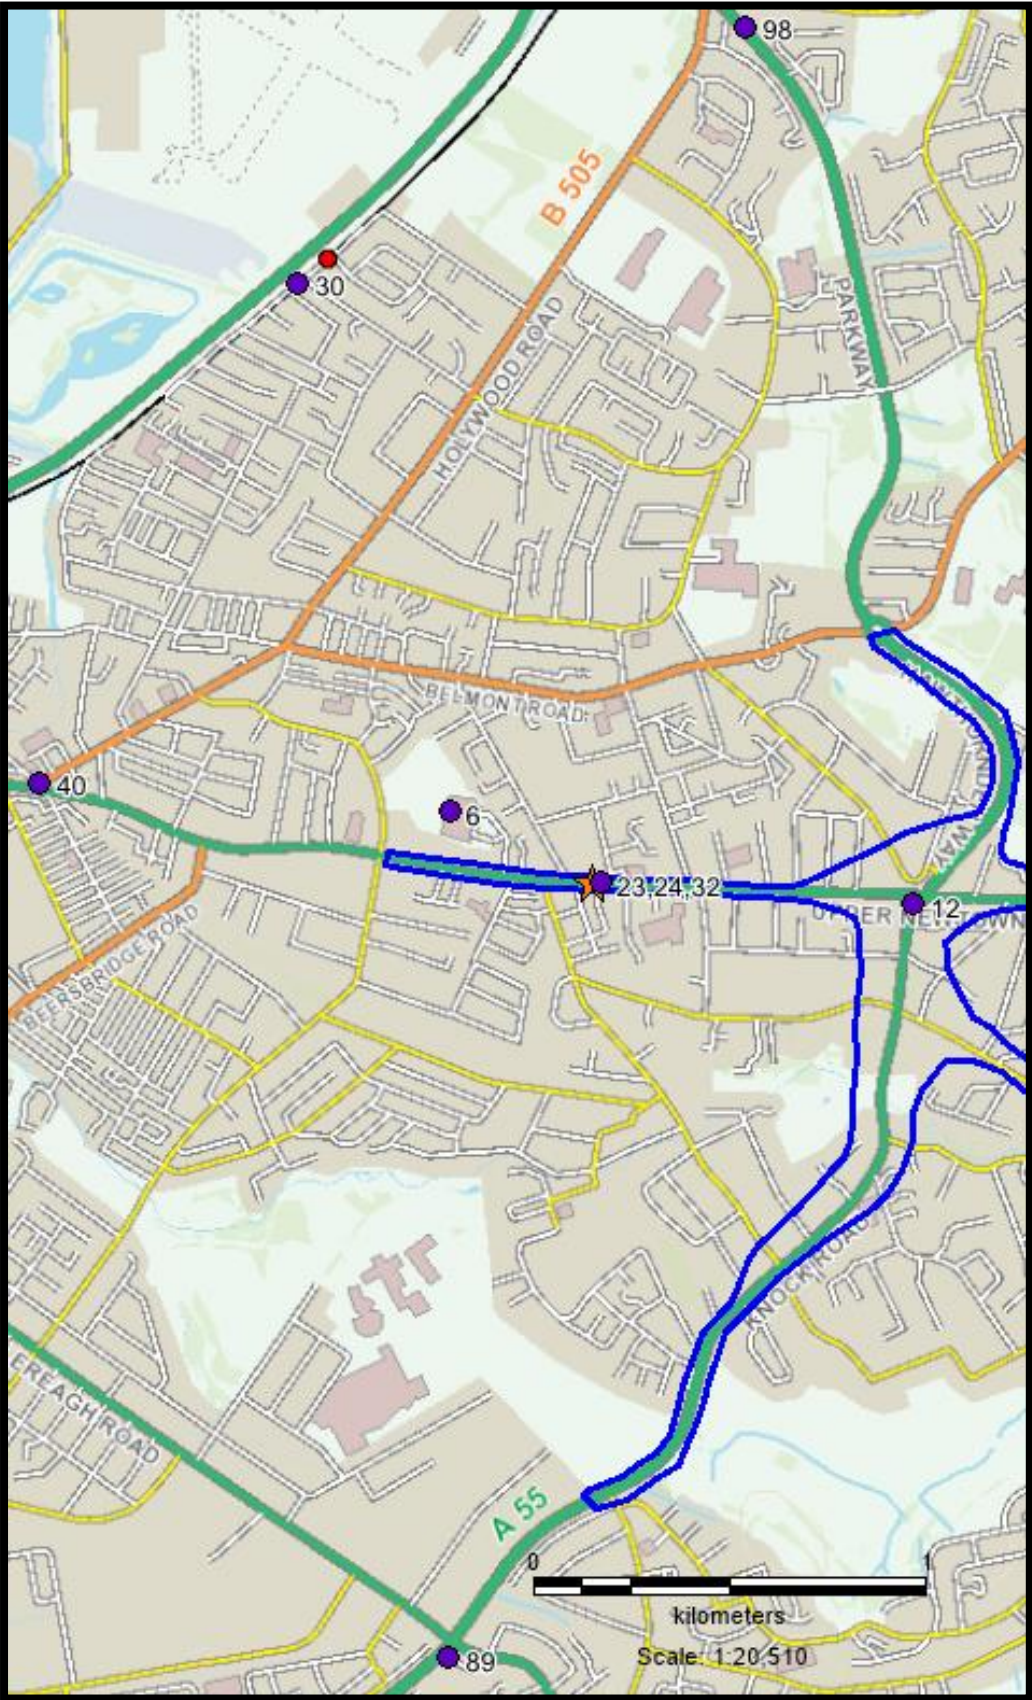 98
B 505
30
PARKWAY
HOLYWOOD ROAD
BELMONT ROAD
WAY
40
6
23,24,32
12
UPPER NEWTOWN
BEERSBRIDGE ROAD
KNOCK ROAD
EREAGH ROAD
A 55
0 1
kilometers
Scale: 1:20,510
89